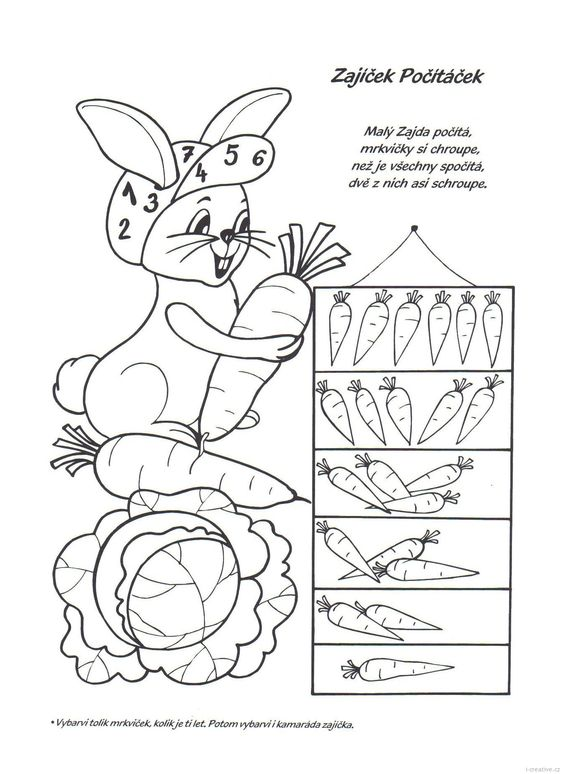 Zajíček Počítáček
Malý Zajda počítá,
mrkvičky si chroupe,
než je všechny spočítá,
dvě z nich asi schroupe.
7 5 6
4
1 3
2
• Vybarvi tolik mrkviček, kolik je ti let. Potom vybarvi i kamaráda zajíčka.
i-creative.cz